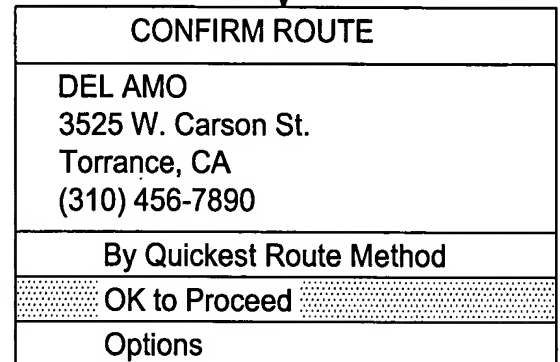 CONFIRM ROUTE
DEL AMO
3525 W. Carson St.
Torrance, CA
(310) 456-7890
By Quickest Route Method
OK to Proceed
Options